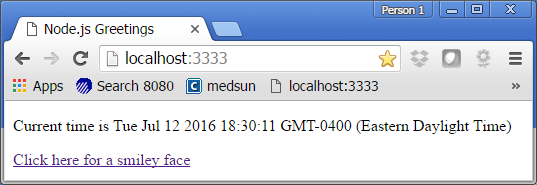 Person 1
Node.js Greetings
localhost:3333
Apps Search 8080 medsun localhost:3333 »
Current time is Tue Jul 12 2016 18:30:11 GMT-0400 (Eastern Daylight Time)
Click here for a smiley face